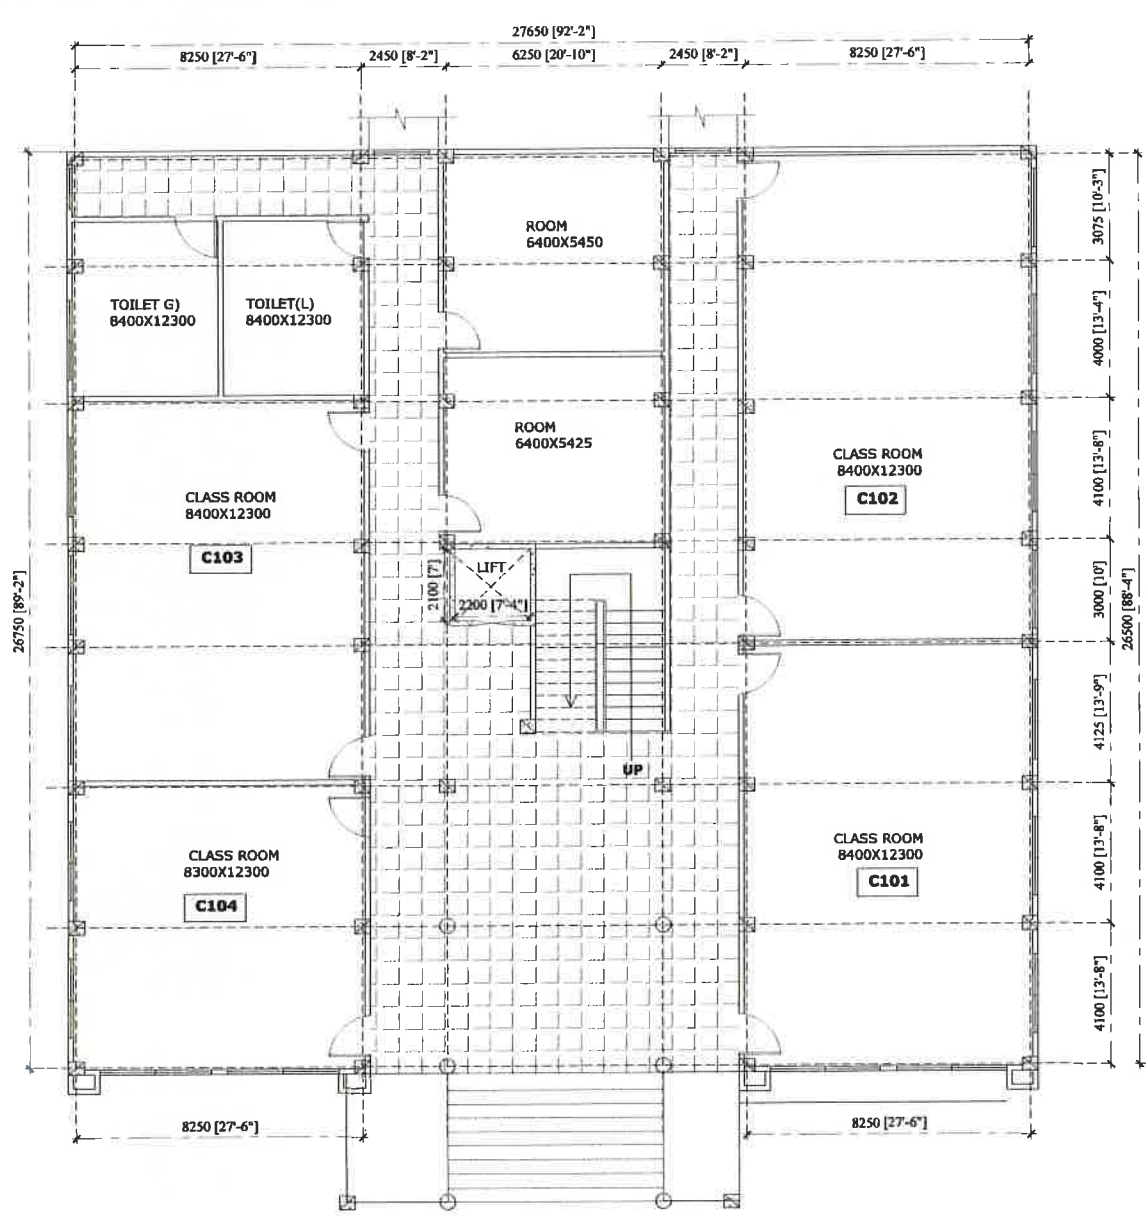 27650 [92'-2"]
8250 [27'-6"]
2450 [8'-2"]
6250 [20'-10"]
2450 [8'-2"]
8250 [27'-6"]
3075 [10'-3"]
ROOM
6400X5450
TOILET G)
8400X12300
TOILET(L)
8400X12300
4000 [13'-4"]
ROOM
6400X5425
4100 [13'-8"]
CLASS ROOM
8400X12300
C102
CLASS ROOM
8400X12300
C103
LIFT
2100 [7']
2200 [7'-4"]
3000 [10']
26750 [89'-2"]
26500 [88'-4"]
4125 [13'-9"]
UP
CLASS ROOM
8300X12300
C104
CLASS ROOM
8400X12300
C101
4100 [13'-8"]
4100 [13'-8"]
8250 [27'-6"]
8250 [27'-6"]